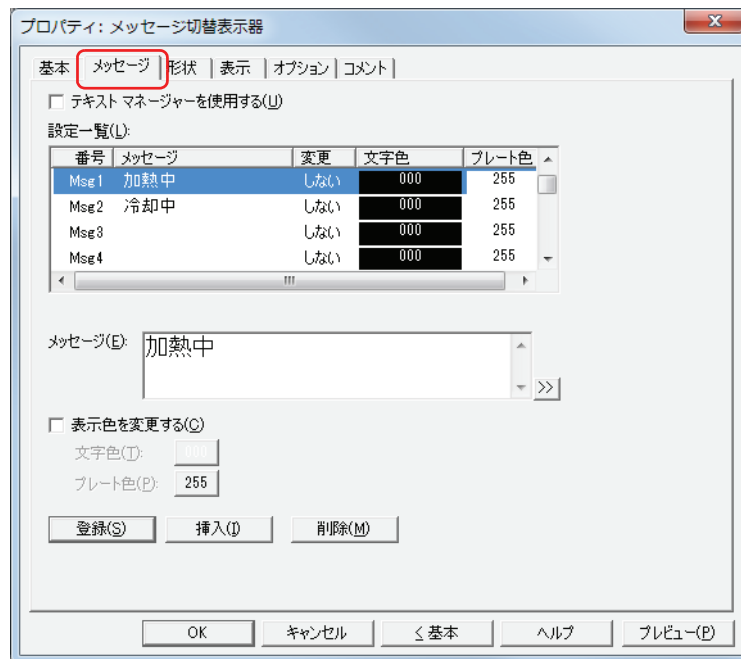 プロパティ: メッセージ切替表示器
x
基本 メッセージ 形状 表示 オプション コメント
テキスト マネージャーを使用する(U)
設定一覧(L):
番号 メッセージ 変更 文字色 プレート色
Msg1 加熱中 しない 000 255
Msg2 冷却中 しない 000 255
Msg3 しない 000 255
Msg4 しない 000 255
メッセージ(E): 加熱中
>>
表示色を変更する(C)
文字色(T): 000
プレート色(P): 255
登録(S) 挿入(I) 削除(M)
OK キャンセル < 基本 ヘルプ プレビュー(P)